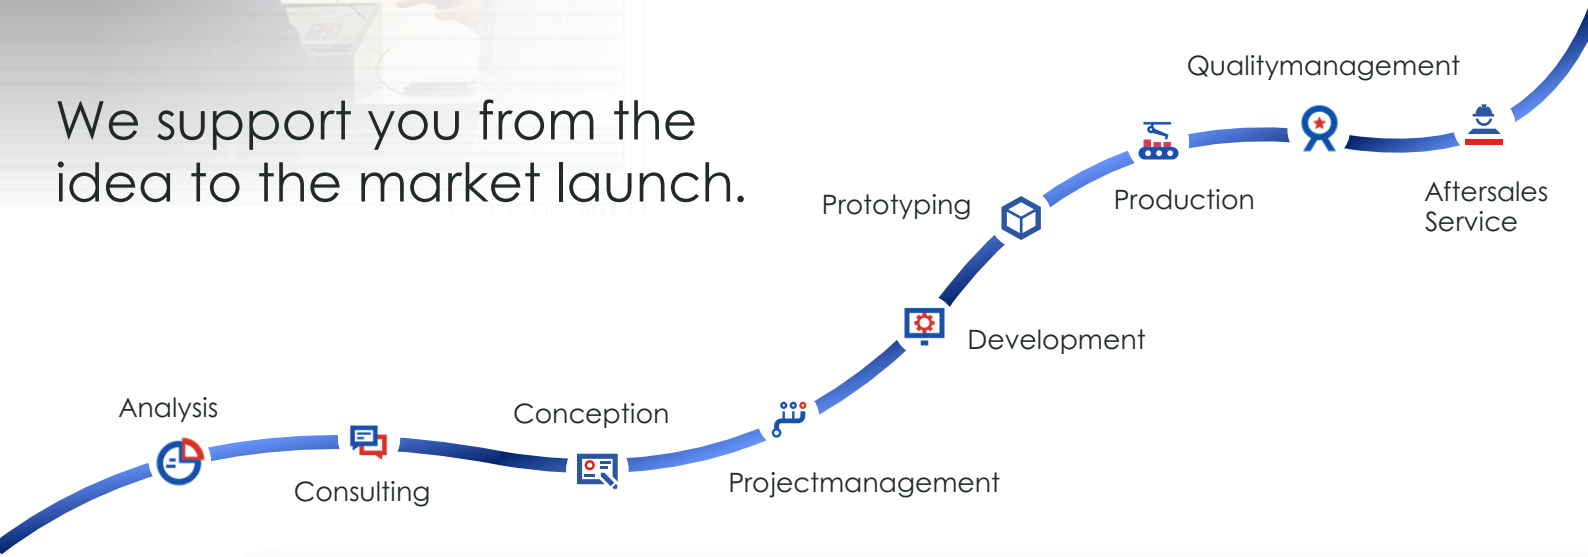 We support you from the
idea to the market launch.
Analysis
Consulting
Conception
Projectmanagement
Development
Prototyping
Production
Qualitymanagement
Aftersales
Service